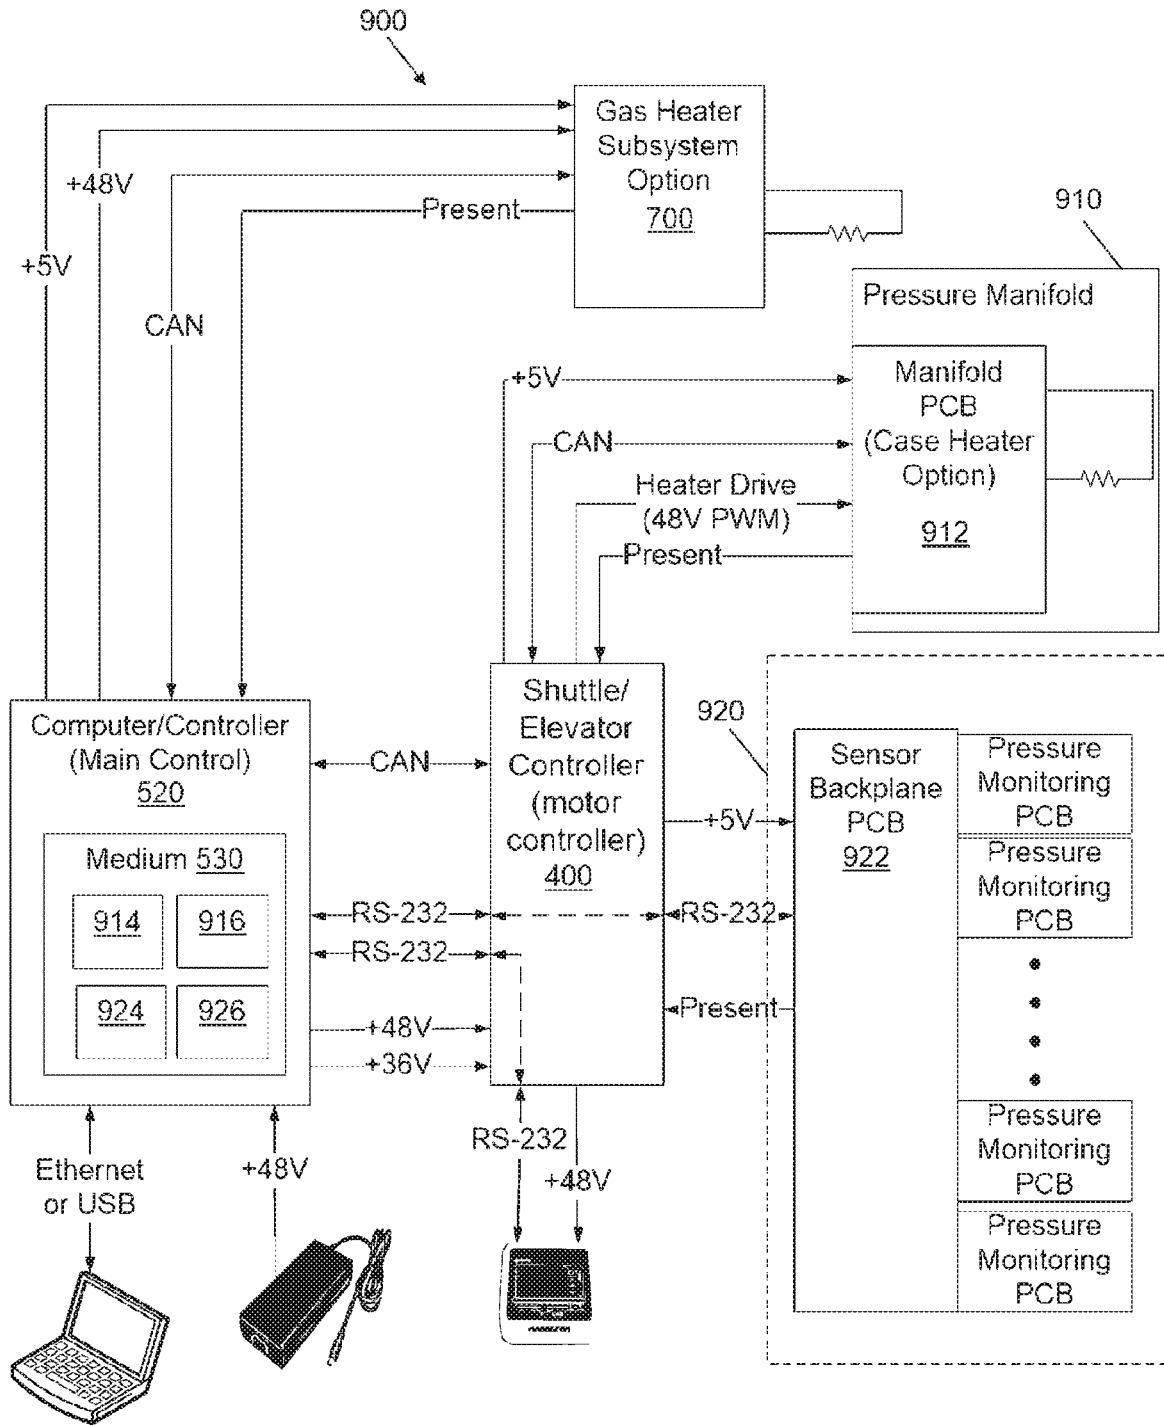 900
Gas Heater
Subsystem
Option
700
+48V
Present
+5V
CAN
910
Pressure Manifold
Manifold
PCB
(Case Heater
Option)
912
+5V
CAN
Heater Drive
(48V PWM)
Present
Computer/Controller
(Main Control)
520
Medium 530
914
916
924
926
CAN
RS-232
RS-232
+48V
+36V
Shuttle/
Elevator
Controller
(motor
controller)
400
920
+5V
RS-232
Present
Sensor
Backplane
PCB
922
Pressure
Monitoring
PCB
Pressure
Monitoring
PCB
Pressure
Monitoring
PCB
Pressure
Monitoring
PCB
Ethernet
or USB
+48V
RS-232
+48V